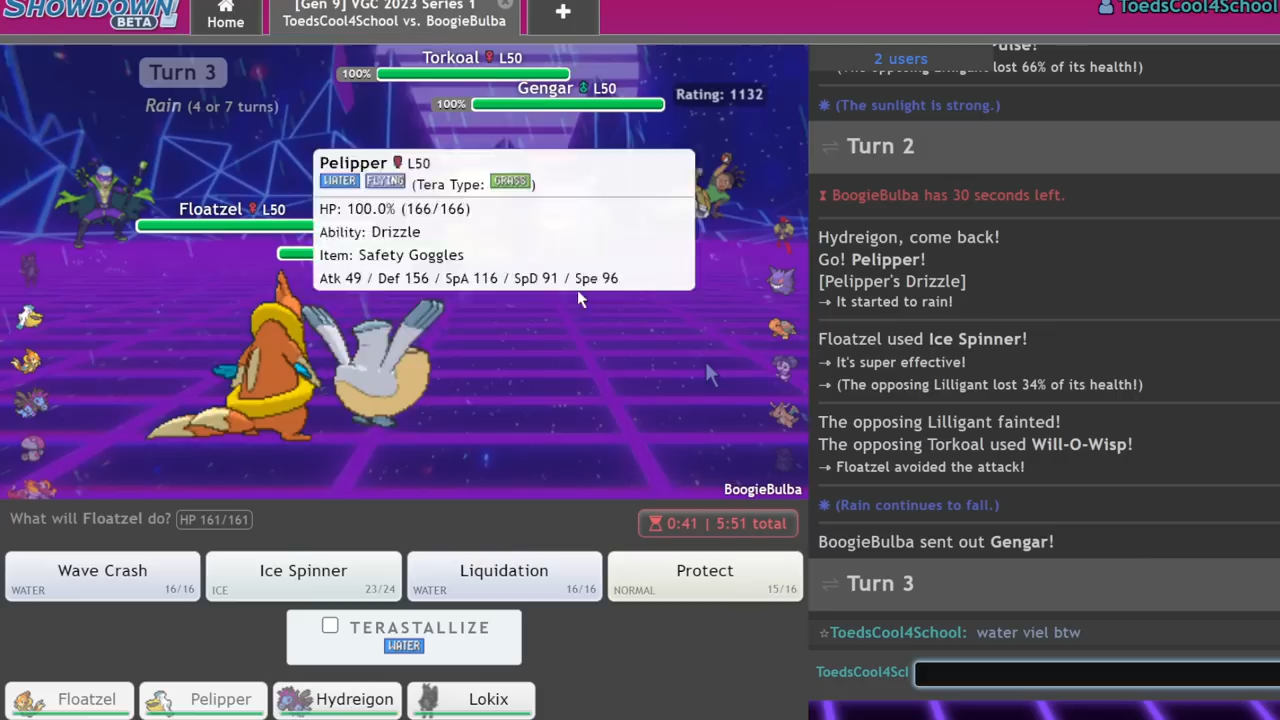 SHOWDOWN!
BETA
Home
[Gen 9] VGC 2023 Series 1
ToedsCool4School vs. BoogieBulba
ToedsCool4School
Turn 3
Rain (4 or 7 turns)
Torkoal L50
100%
Gengar L50
100%
Rating: 1132
Floatzel L50
Pelipper L50
WATER FLYING (Tera Type: GRASS)
HP: 100.0% (166/166)
Ability: Drizzle
Item: Safety Goggles
Atk 49 / Def 156 / SpA 116 / SpD 91 / Spe 96
BoogieBulba
What will Floatzel do? HP 161/161
0:41 | 5:51 total
Wave Crash
WATER 16/16
Ice Spinner
ICE 23/24
Liquidation
WATER 16/16
Protect
NORMAL 15/16
TERASTALLIZE
WATER
Floatzel
Pelipper
Hydreigon
Lokix
2 users
Pulse!
lost 66% of its health!)
(The sunlight is strong.)
Turn 2
BoogieBulba has 30 seconds left.
Hydreigon, come back!
Go! Pelipper!
[Pelipper's Drizzle]
→ It started to rain!
Floatzel used Ice Spinner!
→ It's super effective!
→ (The opposing Lilligant lost 34% of its health!)
The opposing Lilligant fainted!
The opposing Torkoal used Will-O-Wisp!
→ Floatzel avoided the attack!
(Rain continues to fall.)
BoogieBulba sent out Gengar!
Turn 3
☆ToedsCool4School: water viel btw
ToedsCool4Scl